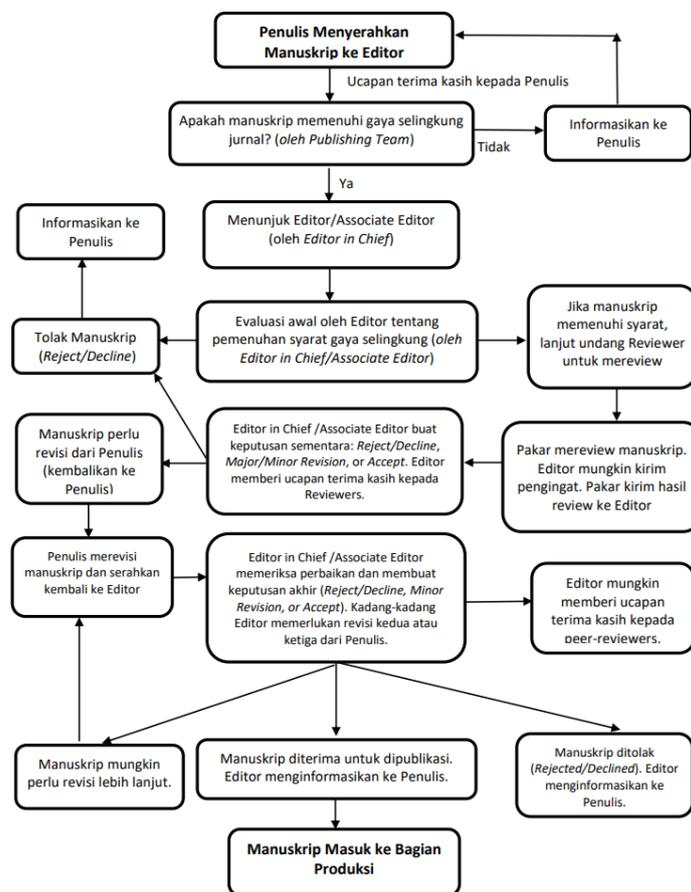 Penulis Menyerahkan
Manuskrip ke Editor
Ucapan terima kasih kepada Penulis
Apakah manuskrip memenuhi gaya selingkung
jurnal? (oleh Publishing Team)
Tidak
Informasikan ke
Penulis
Ya
Menunjuk Editor/Associate Editor
(oleh Editor in Chief)
Informasikan ke
Penulis
Evaluasi awal oleh Editor tentang
pemenuhan syarat gaya selingkung (oleh
Editor in Chief/Associate Editor)
Tolak Manuskrip
(Reject/Decline)
Jika manuskrip
memenuhi syarat,
lanjut undang Reviewer
untuk mereview
Manuskrip perlu
revisi dari Penulis
(kembalikan ke
Penulis)
Editor in Chief /Associate Editor buat
keputusan sementara: Reject/Decline,
Major/Minor Revision, or Accept. Editor
memberi ucapan terima kasih kepada
Reviewers.
Pakar mereview manuskrip.
Editor mungkin kirim
pengingat. Pakar kirim hasil
review ke Editor
Penulis merevisi
manuskrip dan serahkan
kembali ke Editor
Editor in Chief /Associate Editor
memeriksa perbaikan dan membuat
keputusan akhir (Reject/Decline, Minor
Revision, or Accept). Kadang-kadang
Editor memerlukan revisi kedua atau
ketiga dari Penulis.
Editor mungkin
memberi ucapan
terima kasih kepada
peer-reviewers.
Manuskrip mungkin
perlu revisi lebih lanjut.
Manuskrip diterima untuk dipublikasi.
Editor menginformasikan ke Penulis.
Manuskrip ditolak
(Rejected/Declined). Editor
menginformasikan ke
Penulis.
Manuskrip Masuk ke Bagian
Produksi